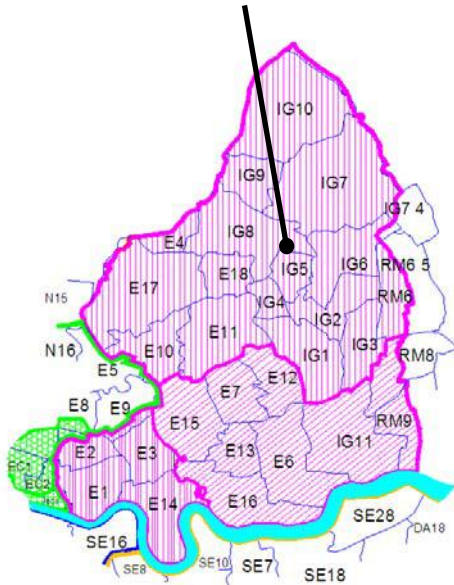 IG10
IG9
IG7
IG7 4
IG8
E4
IG5
IG6
RM6 5
E18
E17
IG4
RM6
N15
IG2
E11
N16
E10
IG1
IG3
RM8
E5
E12
E7
E8
E9
E15
RM9
IG11
E2
E3
E13
EC1
E6
EC2
E1
E14
E16
SE28
DA18
SE16
SE8
SE10
SE7
SE18